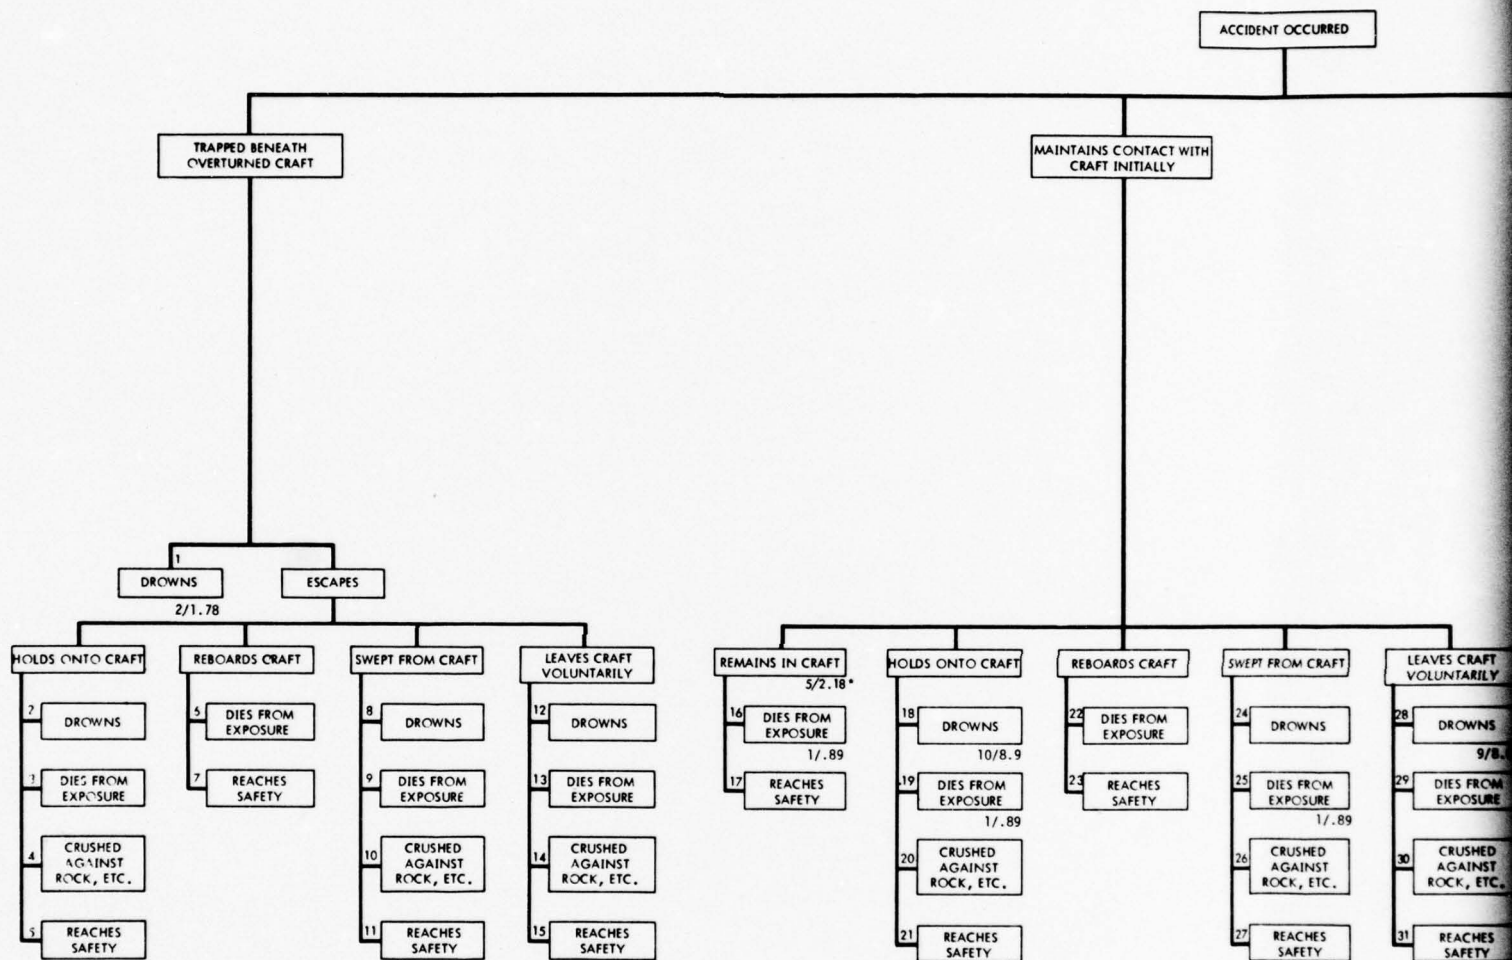 ACCIDENT OCCURRED
TRAPPED BENEATH
OVERTURNED CRAFT
MAINTAINS CONTACT WITH
CRAFT INITIALLY
1
DROWNS
2/1.78
ESCAPES
HOLDS ONTO CRAFT
DROWNS
DIES FROM
EXPOSURE
4
CRUSHED
AGAINST
ROCK, ETC.
5
REACHES
SAFETY
REBOARDS CRAFT
DIES FROM
EXPOSURE
7
REACHES
SAFETY
SWEPT FROM CRAFT
8
DROWNS
9
DIES FROM
EXPOSURE
10
CRUSHED
AGAINST
ROCK, ETC.
11
REACHES
SAFETY
LEAVES CRAFT
VOLUNTARILY
12
DROWNS
13
DIES FROM
EXPOSURE
14
CRUSHED
AGAINST
ROCK, ETC.
15
REACHES
SAFETY
REMAINS IN CRAFT
5/2.18*
16
DIES FROM
EXPOSURE
1/.89
17
REACHES
SAFETY
HOLDS ONTO CRAFT
18
DROWNS
10/8.9
19
DIES FROM
EXPOSURE
1/.89
20
CRUSHED
AGAINST
ROCK, ETC.
21
REACHES
SAFETY
REBOARDS CRAFT
22
DIES FROM
EXPOSURE
23
REACHES
SAFETY
SWEPT FROM CRAFT
24
DROWNS
25
DIES FROM
EXPOSURE
1/.89
26
CRUSHED
AGAINST
ROCK, ETC.
27
REACHES
SAFETY
LEAVES CRAFT
VOLUNTARILY
28
DROWNS
9/8.
29
DIES FROM
EXPOSURE
30
CRUSHED
AGAINST
ROCK, ETC.
31
REACHES
SAFETY